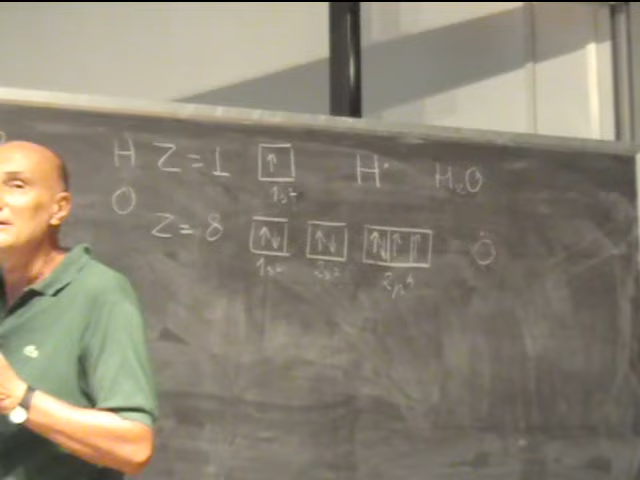 H Z = 1 ↑ H· H₂O
1s¹
O
Z = 8 ↑↓ ↑↓ ↑↓ ↑ ↑ O
1s² 2s² 2p⁴